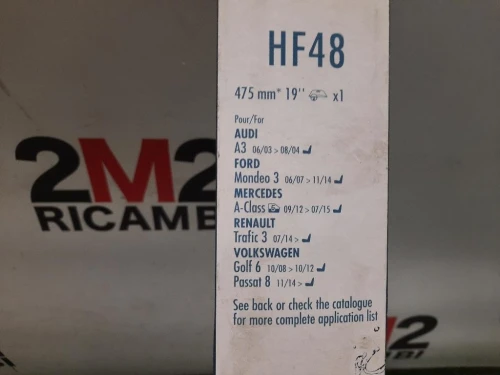 HF48
475 mm* 19'' x1
Pour/For
AUDI
A3 06/03 > 08/04
FORD
Mondeo 3 06/07 > 11/14
MERCEDES
A-Class 09/12 > 07/15
RENAULT
Trafic 3 07/14 >
VOLKSWAGEN
Golf 6 10/08 > 10/12
Passat 8 11/14 >
See back or check the catalogue
for more complete application list
2M2
RICAMBI
M2
BI